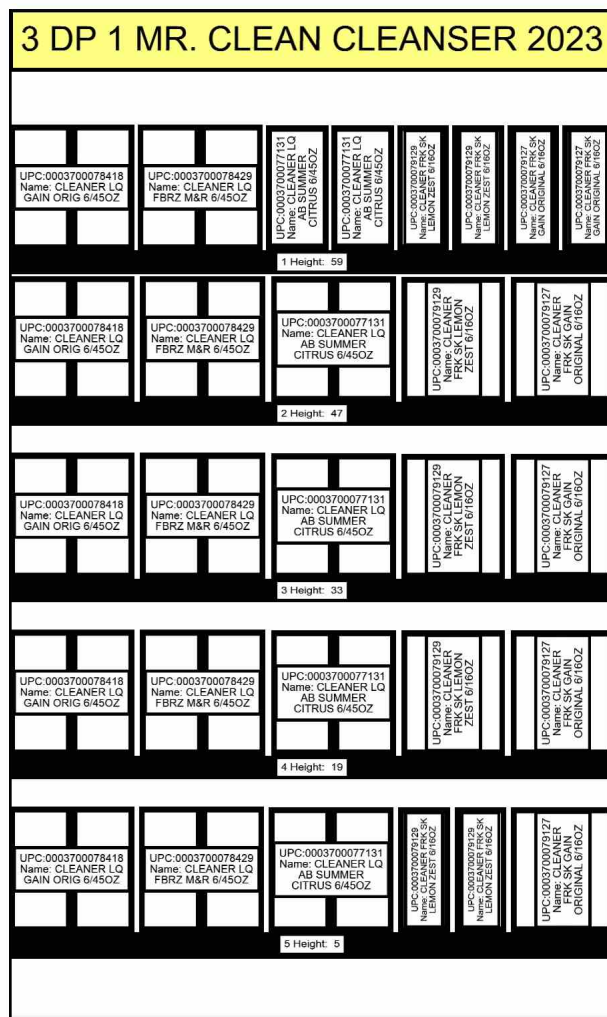 3 DP 1 MR. CLEAN CLEANSER 2023
UPC:0003700078418
Name: CLEANER LQ
GAIN ORIG 6/45OZ
UPC:0003700078429
Name: CLEANER LQ
FBRZ M&R 6/45OZ
UPC:0003700077131
Name: CLEANER LQ
AB SUMMER
CITRUS 6/45OZ
UPC:0003700077131
Name: CLEANER LQ
AB SUMMER
CITRUS 6/45OZ
UPC:0003700079129
Name: CLEANER FRK SK
LEMON ZEST 6/16OZ
UPC:0003700079129
Name: CLEANER FRK SK
LEMON ZEST 6/16OZ
UPC:0003700079127
Name: CLEANER FRK SK
GAIN ORIGINAL 6/16OZ
UPC:0003700079127
Name: CLEANER FRK SK
GAIN ORIGINAL 6/16OZ
1 Height: 59
UPC:0003700078418
Name: CLEANER LQ
GAIN ORIG 6/45OZ
UPC:0003700078429
Name: CLEANER LQ
FBRZ M&R 6/45OZ
UPC:0003700077131
Name: CLEANER LQ
AB SUMMER
CITRUS 6/45OZ
UPC:0003700079129
Name: CLEANER
FRK SK LEMON
ZEST 6/16OZ
UPC:0003700079127
Name: CLEANER
FRK SK GAIN
ORIGINAL 6/16OZ
2 Height: 47
UPC:0003700078418
Name: CLEANER LQ
GAIN ORIG 6/45OZ
UPC:0003700078429
Name: CLEANER LQ
FBRZ M&R 6/45OZ
UPC:0003700077131
Name: CLEANER LQ
AB SUMMER
CITRUS 6/45OZ
UPC:0003700079129
Name: CLEANER
FRK SK LEMON
ZEST 6/16OZ
UPC:0003700079127
Name: CLEANER
FRK SK GAIN
ORIGINAL 6/16OZ
3 Height: 33
UPC:0003700078418
Name: CLEANER LQ
GAIN ORIG 6/45OZ
UPC:0003700078429
Name: CLEANER LQ
FBRZ M&R 6/45OZ
UPC:0003700077131
Name: CLEANER LQ
AB SUMMER
CITRUS 6/45OZ
UPC:0003700079129
Name: CLEANER
FRK SK LEMON
ZEST 6/16OZ
UPC:0003700079127
Name: CLEANER
FRK SK GAIN
ORIGINAL 6/16OZ
4 Height: 19
UPC:0003700078418
Name: CLEANER LQ
GAIN ORIG 6/45OZ
UPC:0003700078429
Name: CLEANER LQ
FBRZ M&R 6/45OZ
UPC:0003700077131
Name: CLEANER LQ
AB SUMMER
CITRUS 6/45OZ
UPC:0003700079129
Name: CLEANER FRK SK
LEMON ZEST 6/16OZ
UPC:0003700079129
Name: CLEANER FRK SK
LEMON ZEST 6/16OZ
UPC:0003700079127
Name: CLEANER
FRK SK GAIN
ORIGINAL 6/16OZ
5 Height: 5